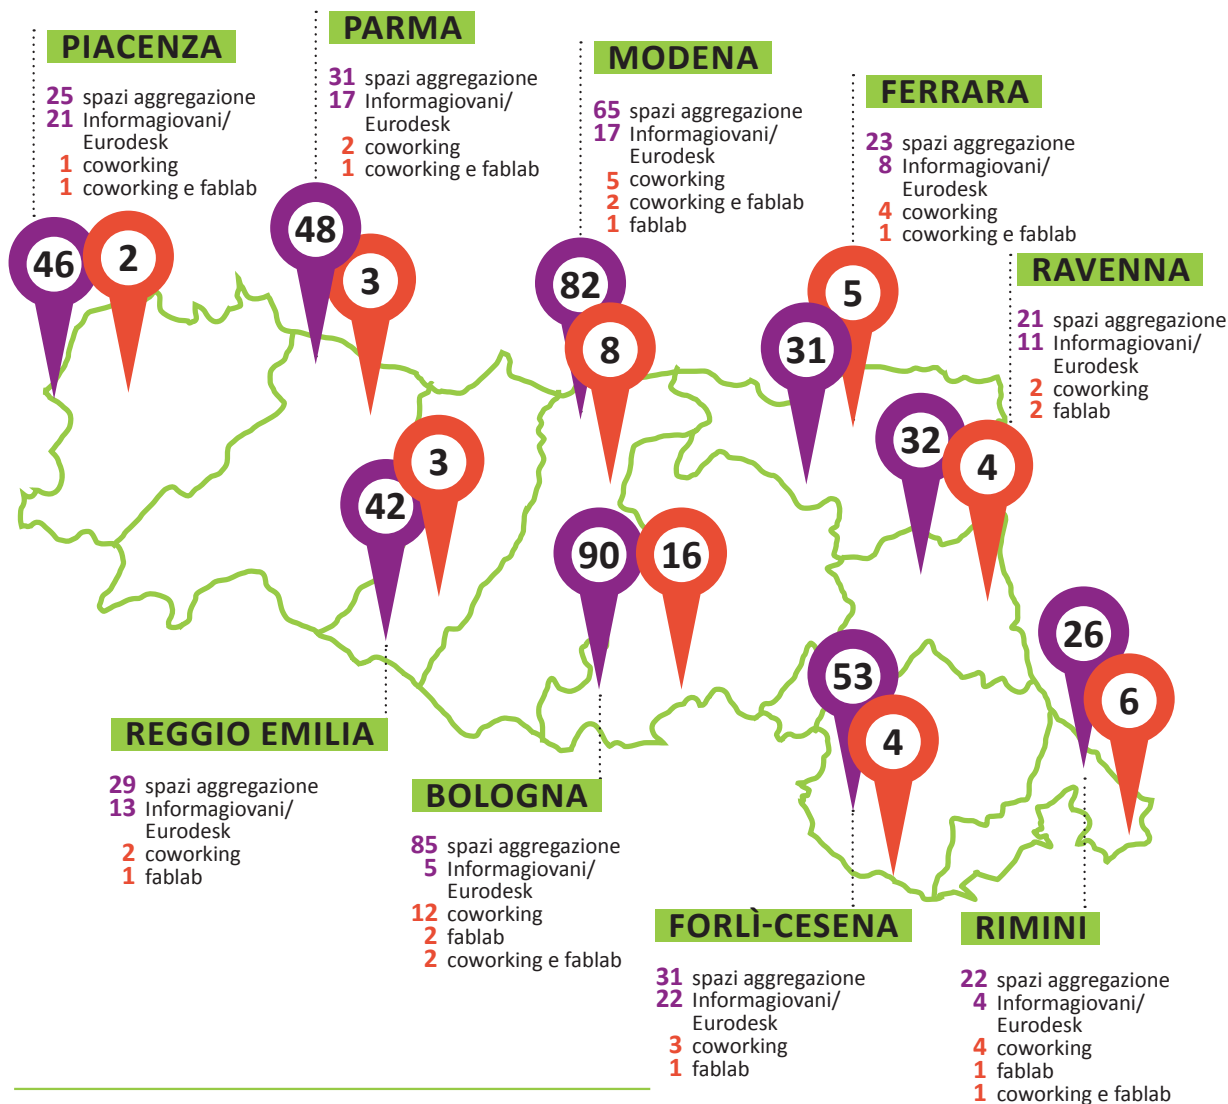 PIACENZA
25 spazi aggregazione
21 Informagiovani/
Eurodesk
1 coworking
1 coworking e fablab
46
2
PARMA
31 spazi aggregazione
17 Informagiovani/
Eurodesk
2 coworking
1 coworking e fablab
48
3
MODENA
65 spazi aggregazione
17 Informagiovani/
Eurodesk
5 coworking
2 coworking e fablab
1 fablab
82
8
FERRARA
23 spazi aggregazione
8 Informagiovani/
Eurodesk
4 coworking
1 coworking e fablab
31
5
RAVENNA
21 spazi aggregazione
11 Informagiovani/
Eurodesk
2 coworking
2 fablab
32
4
42
3
REGGIO EMILIA
29 spazi aggregazione
13 Informagiovani/
Eurodesk
2 coworking
1 fablab
90
16
BOLOGNA
85 spazi aggregazione
5 Informagiovani/
Eurodesk
12 coworking
2 fablab
2 coworking e fablab
53
4
FORLÌ-CESENA
31 spazi aggregazione
22 Informagiovani/
Eurodesk
3 coworking
1 fablab
26
6
RIMINI
22 spazi aggregazione
4 Informagiovani/
Eurodesk
4 coworking
1 fablab
1 coworking e fablab